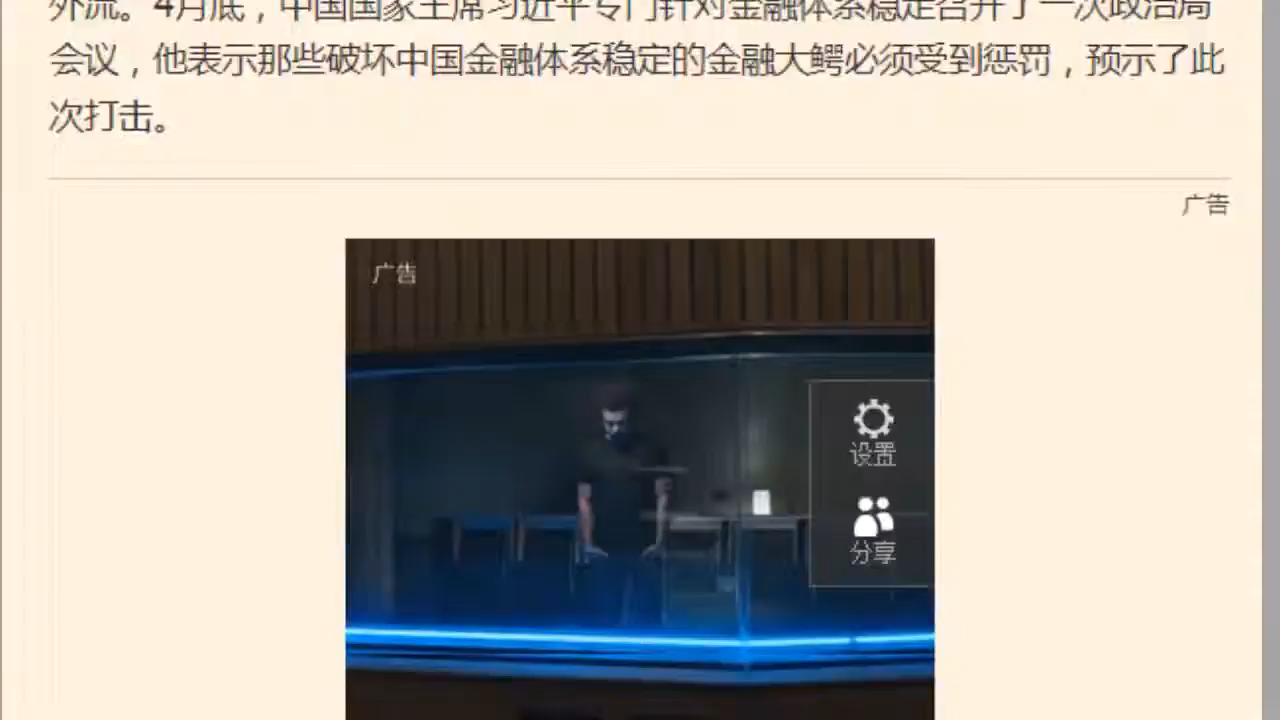 外流。4月底，中国国家主席习近平专门针对金融体系稳定召开了一次政治局
会议，他表示那些破坏中国金融体系稳定的金融大鳄必须受到惩罚，预示了此
次打击。
广告
广告
设置
分享